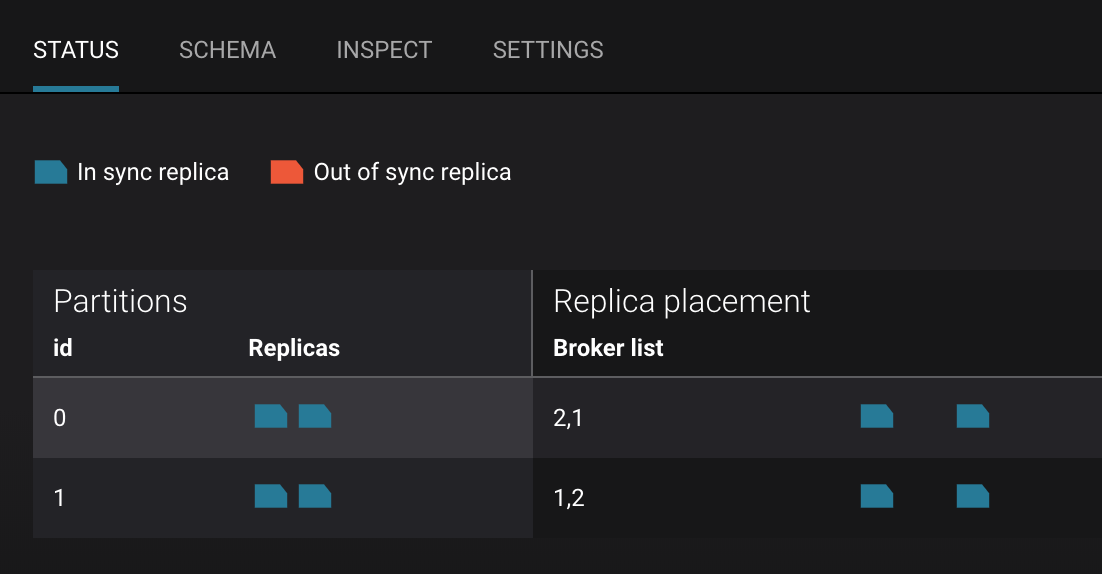 STATUS SCHEMA INSPECT SETTINGS
In sync replica Out of sync replica
Partitions Replica placement
id Replicas Broker list
0 2,1
1 1,2